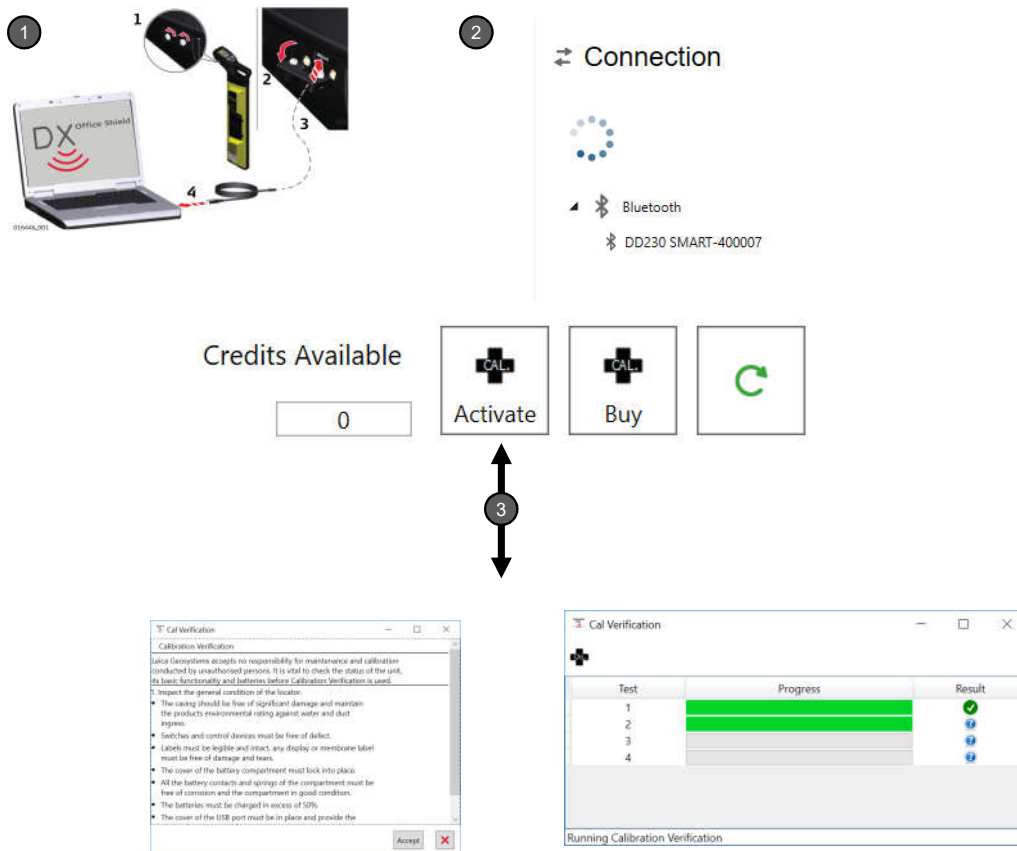 1
2
1
2
3
4
DX Office Shield
016446_001
Connection
Bluetooth
DD230 SMART-400007
Credits Available
0
CAL.
Activate
CAL.
Buy
3
Cal Verification
Calibration Verification
Leica Geosystems accepts no responsibility for maintenance and calibration
conducted by unauthorised persons. It is vital to check the status of the unit,
its basic functionality and batteries before Calibration Verification is used.
1. Inspect the general condition of the locator.
• The casing should be free of significant damage and maintain
the products environmental rating against water and dust
ingress.
• Switches and control devices must be free of defect.
• Labels must be legible and intact, any display or membrane label
must be free of damage and tears.
• The cover of the battery compartment must lock into place.
• All the battery contacts and springs of the compartment must be
free of corrosion and the compartment in good condition.
• The batteries must be charged in excess of 50%.
• The cover of the USB port must be in place and provide the
Accept
Cal Verification
Test Progress Result
1
2
3
4
Running Calibration Verification